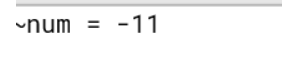 ~num = -11